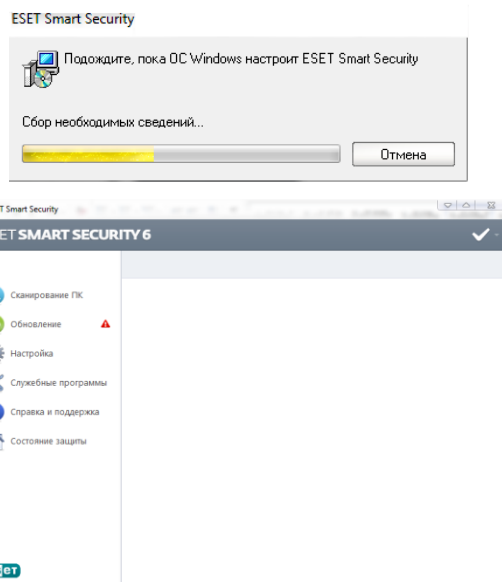 ESET Smart Security
Подождите, пока ОС Windows настроит ESET Smart Security
Сбор необходимых сведений...
Отмена
T Smart Security
ET SMART SECURITY 6
Сканирование ПК
Обновление
Настройка
Служебные программы
Справка и поддержка
Состояние защиты